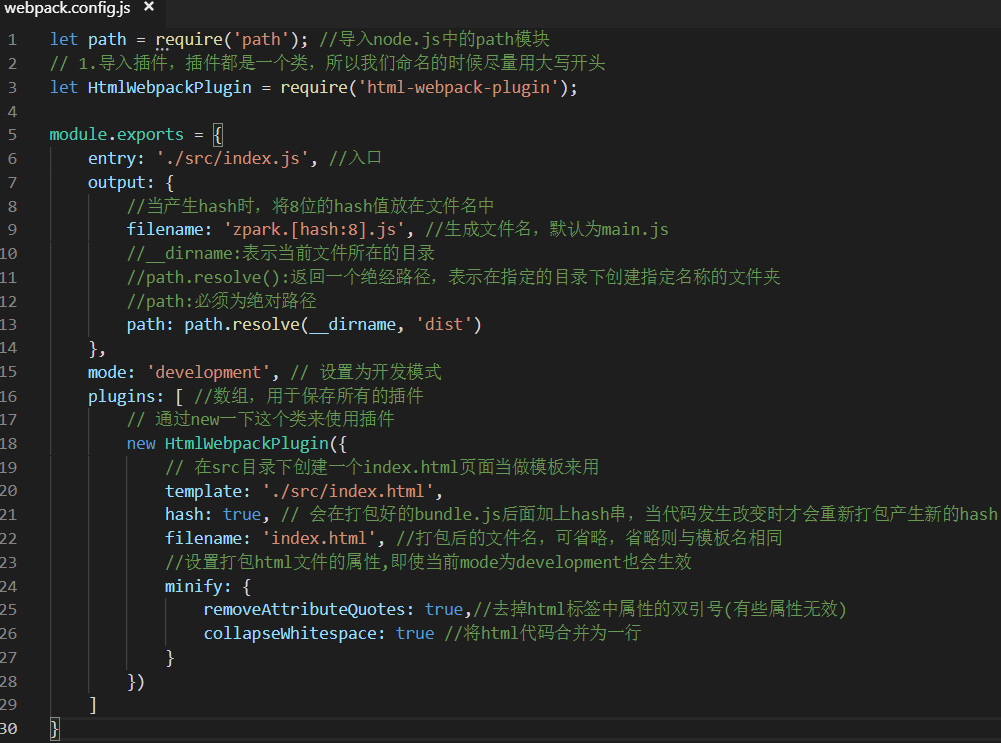 webpack.config.js ×
1 let path = require('path'); //导入node.js中的path模块
2 // 1.导入插件，插件都是一个类，所以我们命名的时候尽量用大写开头
3 let HtmlWebpackPlugin = require('html-webpack-plugin');
4
5 module.exports = {
6     entry: './src/index.js', //入口
7     output: {
8         //当产生hash时，将8位的hash值放在文件名中
9         filename: 'zpark.[hash:8].js', //生成文件名，默认为main.js
10         //__dirname:表示当前文件所在的目录
11         //path.resolve():返回一个绝经路径，表示在指定的目录下创建指定名称的文件夹
12         //path:必须为绝对路径
13         path: path.resolve(__dirname, 'dist')
14     },
15     mode: 'development', // 设置为开发模式
16     plugins: [ //数组，用于保存所有的插件
17         // 通过new一下这个类来使用插件
18         new HtmlWebpackPlugin({
19             // 在src目录下创建一个index.html页面当做模板来用
20             template: './src/index.html',
21             hash: true, // 会在打包好的bundle.js后面加上hash串，当代码发生改变时才会重新打包产生新的hash
22             filename: 'index.html', //打包后的文件名，可省略，省略则与模板名相同
23             //设置打包html文件的属性,即使当前mode为development也会生效
24             minify: {
25                 removeAttributeQuotes: true,//去掉html标签中属性的双引号(有些属性无效)
26                 collapseWhitespace: true //将html代码合并为一行
27             }
28         })
29     ]
30 }